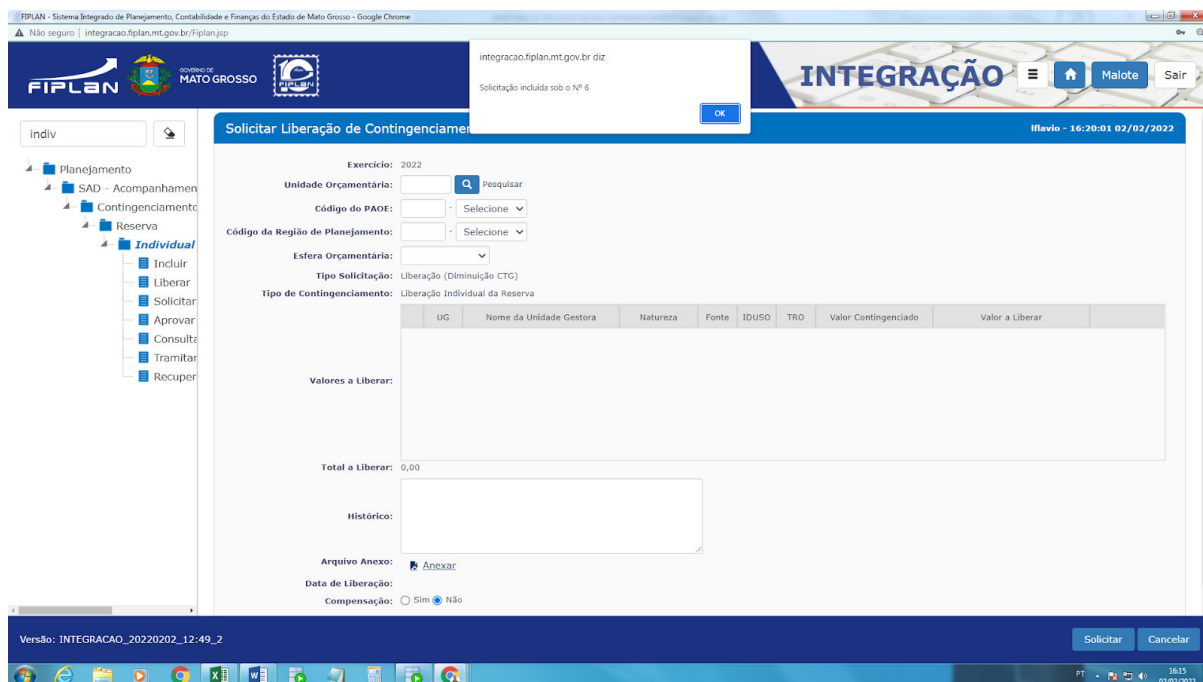 FIPLAN - Sistema Integrado de Planejamento, Contabilidade e Finanças do Estado de Mato Grosso - Google Chrome
Não seguro | integracao.fiplan.mt.gov.br/Fiplan.jsp
integracao.fiplan.mt.gov.br diz
Solicitação incluída sob o Nº 6
OK
FIPLAN
GOVERNO DE
MATO GROSSO
FIPLAN
INTEGRAÇÃO
Malote
Sair
indiv
Solicitar Liberação de Contingenciamen
lflavio - 16:20:01 02/02/2022
Planejamento
SAD - Acompanhamen
Contingenciamento
Reserva
Individual
Incluir
Liberar
Solicitar
Aprovar
Consulta
Tramitar
Recuper
Exercício: 2022
Unidade Orçamentária: Pesquisar
Código do PAOE: - Selecione
Código da Região de Planejamento: - Selecione
Esfera Orçamentária:
Tipo Solicitação: Liberação (Diminuição CTG)
Tipo de Contingenciamento: Liberação Individual da Reserva
UG Nome da Unidade Gestora Natureza Fonte IDUSO TRO Valor Contingenciado Valor a Liberar
Valores a Liberar:
Total a Liberar: 0,00
Histórico:
Arquivo Anexo: Anexar
Data de Liberação:
Compensação: Sim Não
Versão: INTEGRACAO_20220202_12:49_2
Solicitar
Cancelar
PT
16:15
02/02/2022